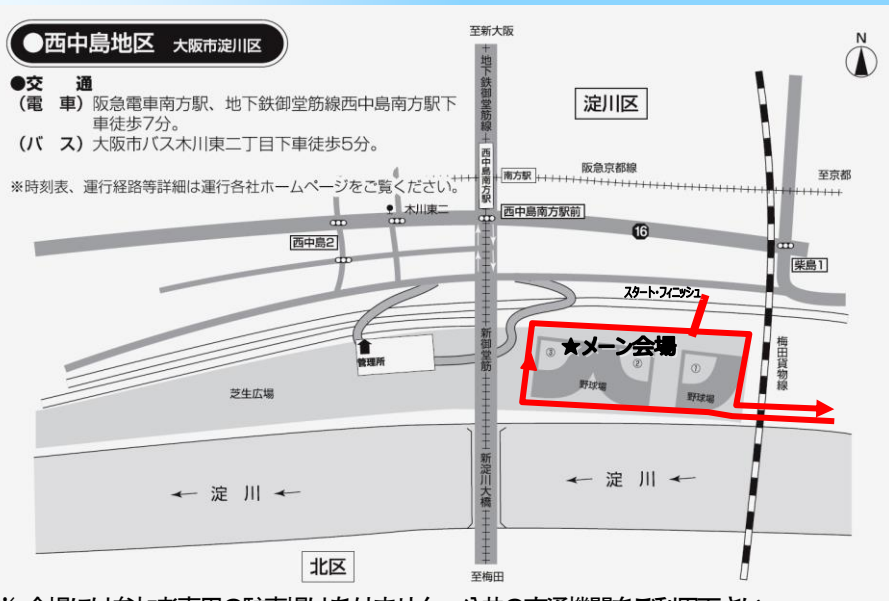 ●西中島地区 大阪市淀川区
●交 通
（電 車）阪急電車南方駅、地下鉄御堂筋線西中島南方駅下
車徒歩7分。
（バ ス）大阪市バス木川東二丁目下車徒歩5分。
※時刻表、運行経路等詳細は運行各社ホームページをご覧ください。
至新大阪
N
地下鉄御堂筋線
淀川区
西中島南方駅
南方駅
阪急京都線
至京都
木川東二
西中島南方駅前
16
西中島2
柴島1
スタート・フィニッシュ
新御堂筋
★メーン会場
梅田貨物線
管理所
③
②
①
野球場
野球場
芝生広場
新淀川大橋
← 淀 川 ←
← 淀 川 ←
北区
至梅田